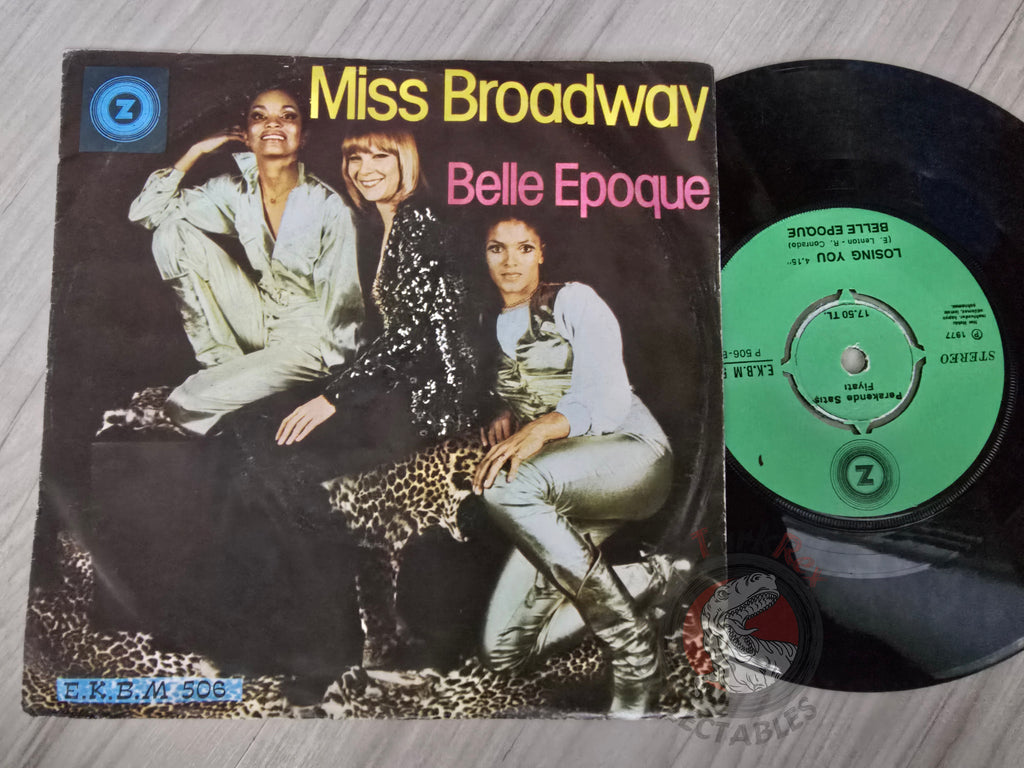 Z
Miss Broadway
Belle Epoque
E.K.B.M 506
STEREO
℗ 1977
E.K.B.M
P 506-
LOSING YOU 4,15''
(E. Lenton - R. Conrado)
BELLE EPOQUE
17.50 TL.
Perakende Satış
Fiyatı
Z